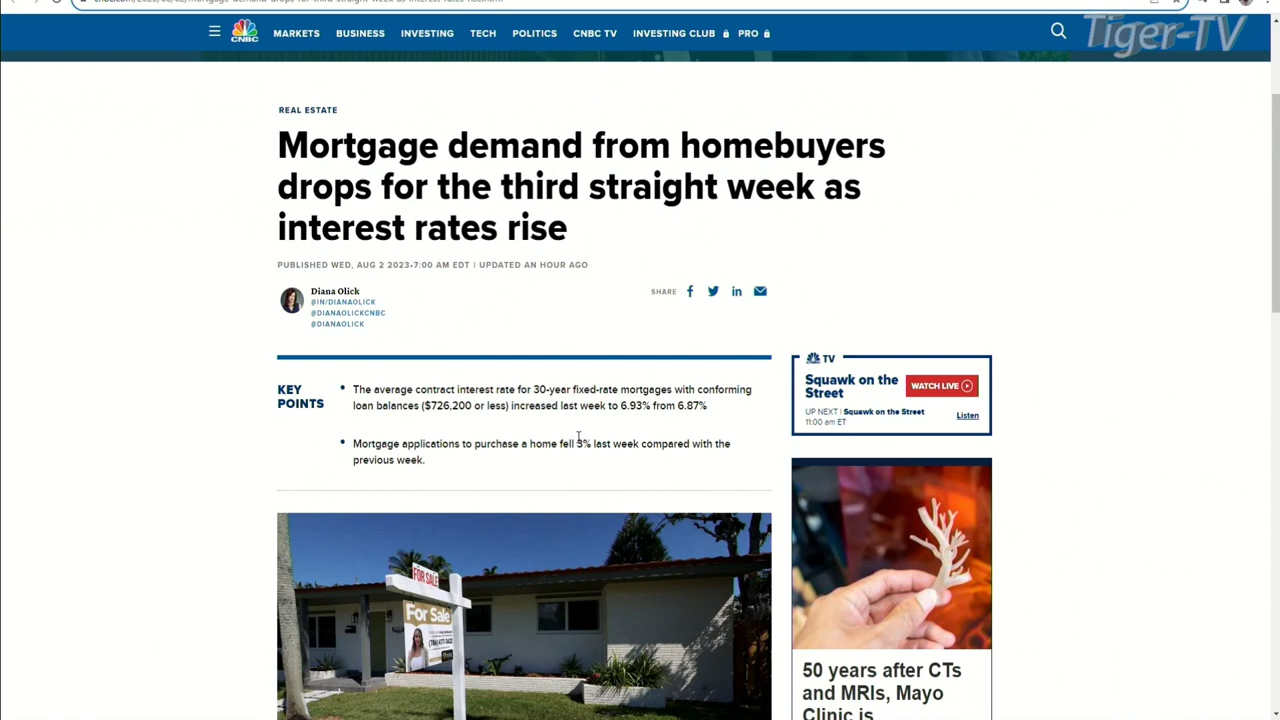 CNBC
MARKETS BUSINESS INVESTING TECH POLITICS CNBC TV INVESTING CLUB PRO
Tiger-TV
REAL ESTATE
Mortgage demand from homebuyers
drops for the third straight week as
interest rates rise
PUBLISHED WED, AUG 2 2023•7:00 AM EDT | UPDATED AN HOUR AGO
Diana Olick
@IN/DIANAOLICK
@DIANAOLICKCNBC
@DIANAOLICK
SHARE
KEY
POINTS
The average contract interest rate for 30-year fixed-rate mortgages with conforming
loan balances ($726,200 or less) increased last week to 6.93% from 6.87%
Mortgage applications to purchase a home fell 3% last week compared with the
previous week.
TV
Squawk on the
Street
WATCH LIVE
UP NEXT | Squawk on the Street
11:00 am ET
Listen
FOR SALE
For Sale
50 years after CTs
and MRIs, Mayo
Clinic is